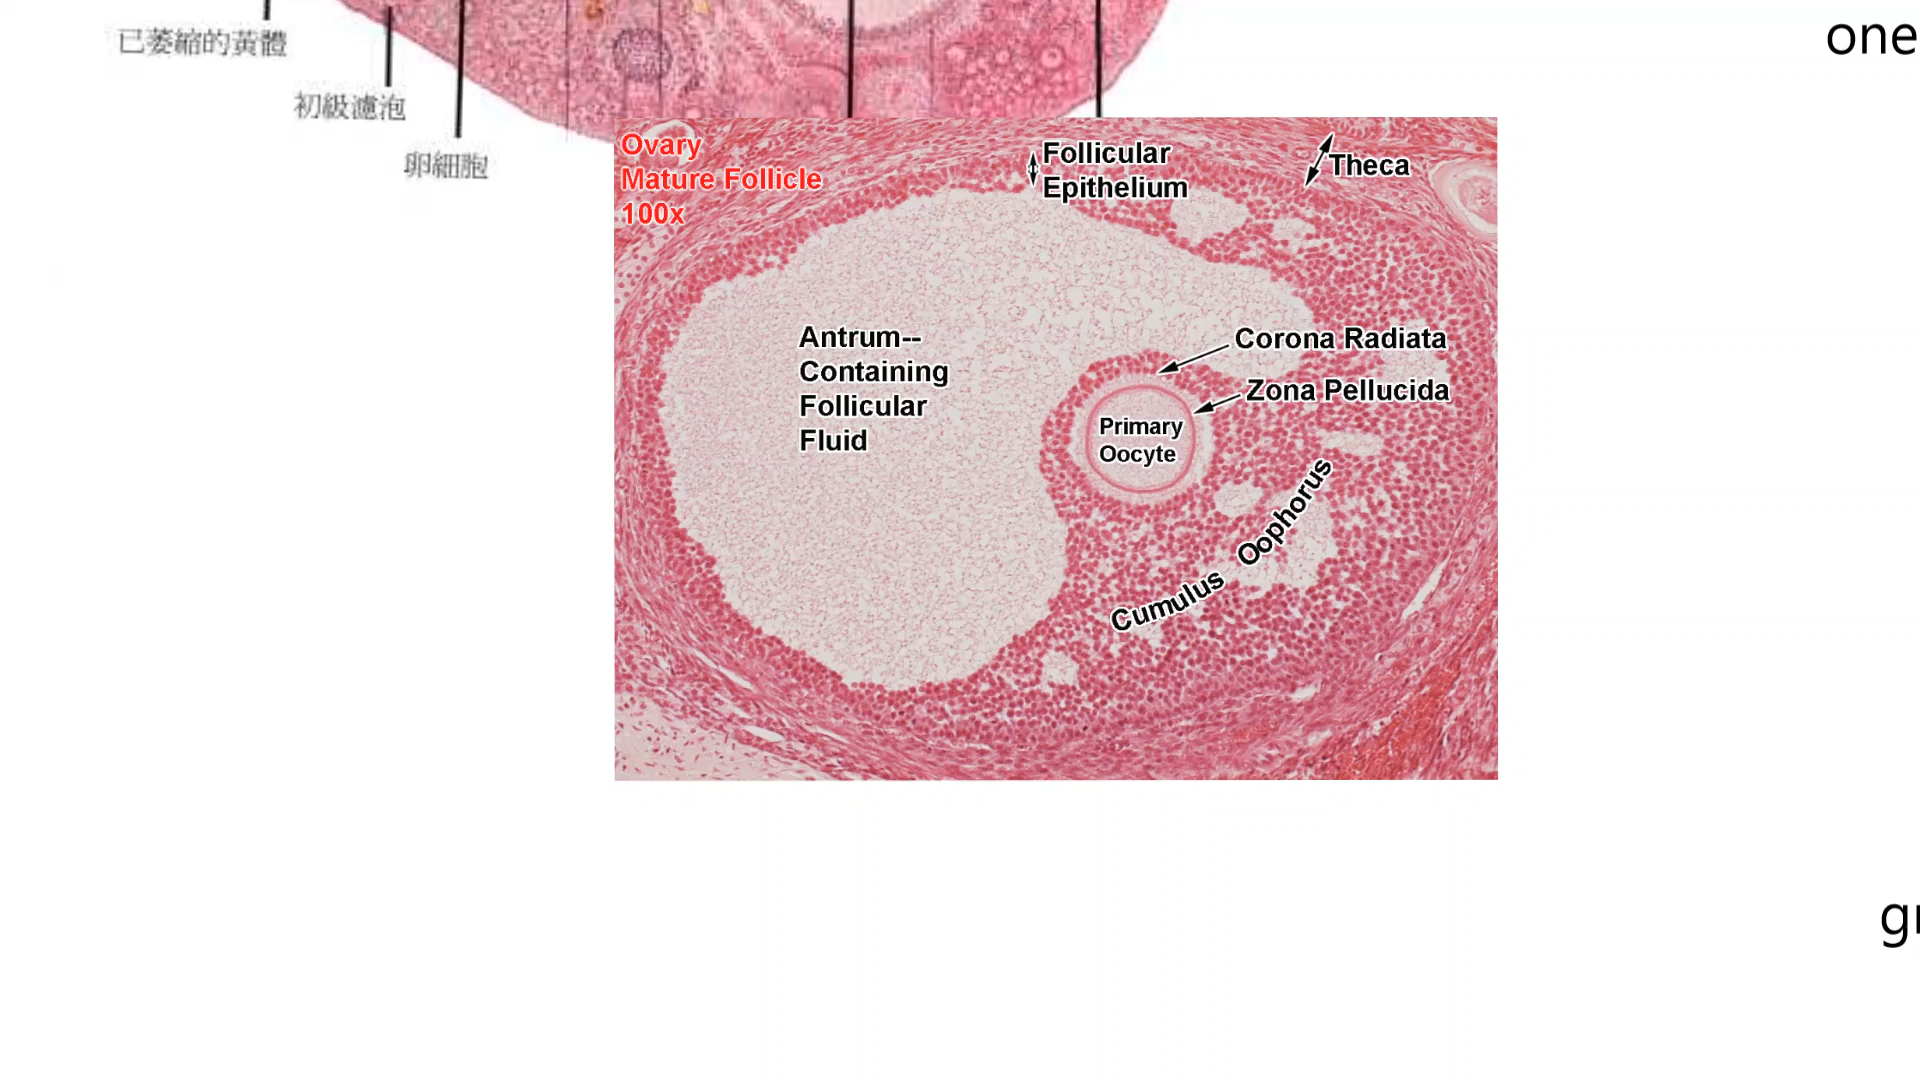 已萎縮的黃體
初級濾泡
卵細胞
one
Ovary
Mature Follicle
100x
Follicular
Epithelium
Theca
Antrum--
Containing
Follicular
Fluid
Corona Radiata
Zona Pellucida
Primary
Oocyte
Cumulus Oophorus